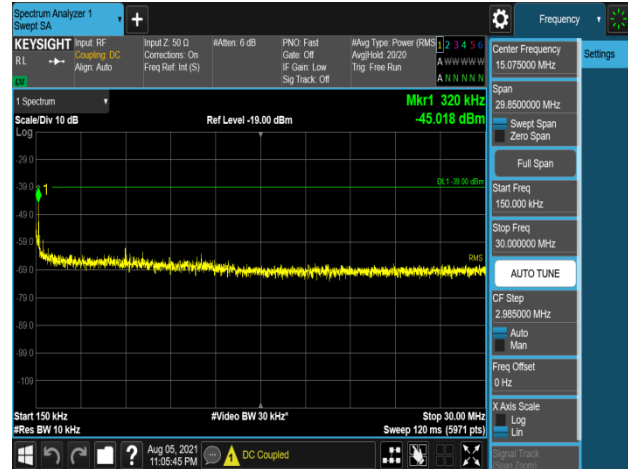 Spectrum Analyzer 1
Swept SA
Frequency
KEYSIGHT
RL
Input: RF
Coupling: DC
Align: Auto
Input Z: 50 Ω
Corrections: On
Freq Ref: Int (S)
#Atten: 6 dB
PNO: Fast
Gate: Off
IF Gain: Low
Sig Track: Off
#Avg Type: Power (RMS
Avg|Hold: 20/20
Trig: Free Run
1 2 3 4 5 6
A W W W W W
A N N N N N
1 Spectrum
Scale/Div 10 dB
Ref Level -19.00 dBm
Mkr1 320 kHz
-45.018 dBm
Log
-29.0
-39.0
-49.0
-59.0
-69.0
-79.0
-89.0
-99.0
-109
1
DL1 -39.00 dBm
RMS
Start 150 kHz
#Res BW 10 kHz
#Video BW 30 kHz*
Stop 30.00 MHz
Sweep 120 ms (5971 pts)
Center Frequency
15.075000 MHz
Span
29.8500000 MHz
Swept Span
Zero Span
Full Span
Start Freq
150.000 kHz
Stop Freq
30.000000 MHz
AUTO TUNE
CF Step
2.985000 MHz
Auto
Man
Freq Offset
0 Hz
X Axis Scale
Log
Lin
Signal Track
(Span Zoom)
Settings
?
Aug 05, 2021
11:05:45 PM
DC Coupled